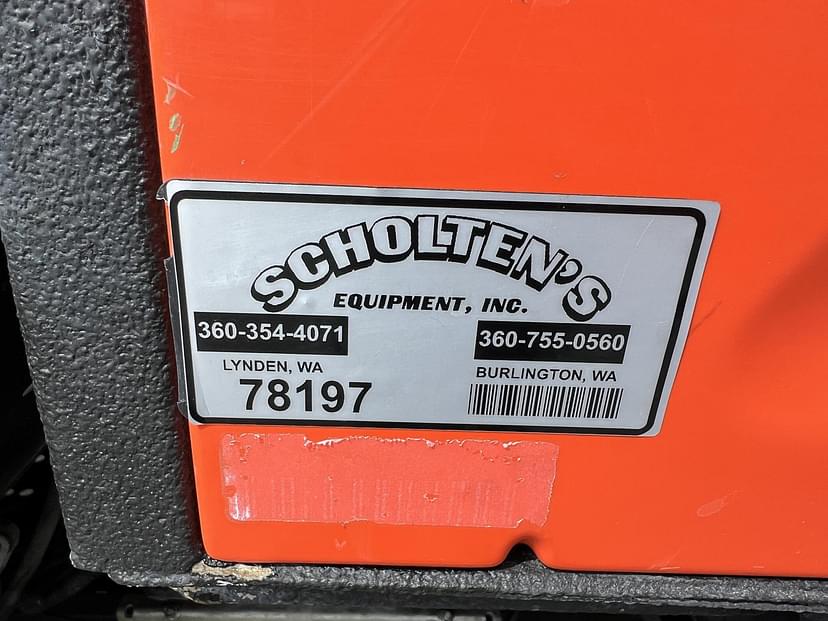 SCHOLTEN'S
EQUIPMENT, INC.
360-354-4071
LYNDEN, WA
78197
360-755-0560
BURLINGTON, WA